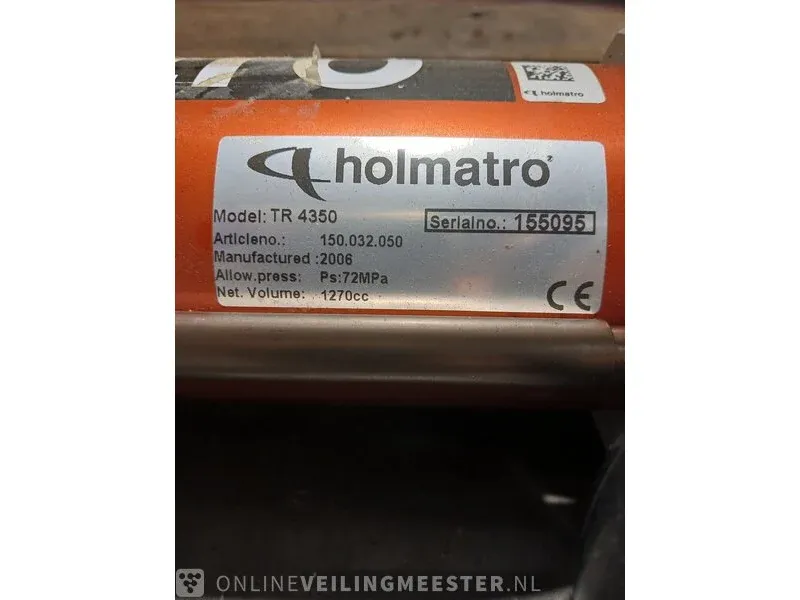 holmatro
holmatro
Model: TR 4350
Serialno.: 155095
Articleno.: 150.032.050
Manufactured :2006
Allow.press: Ps:72MPa
Net. Volume: 1270cc
CE
ONLINEVEILINGMEESTER.NL